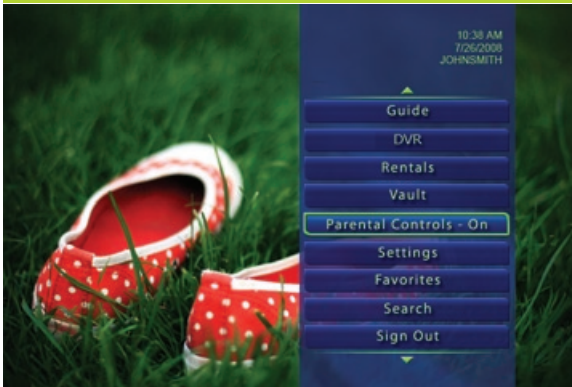 10:38 AM
7/26/2008
JOHNSMITH
Guide
DVR
Rentals
Vault
Parental Controls - On
Settings
Favorites
Search
Sign Out